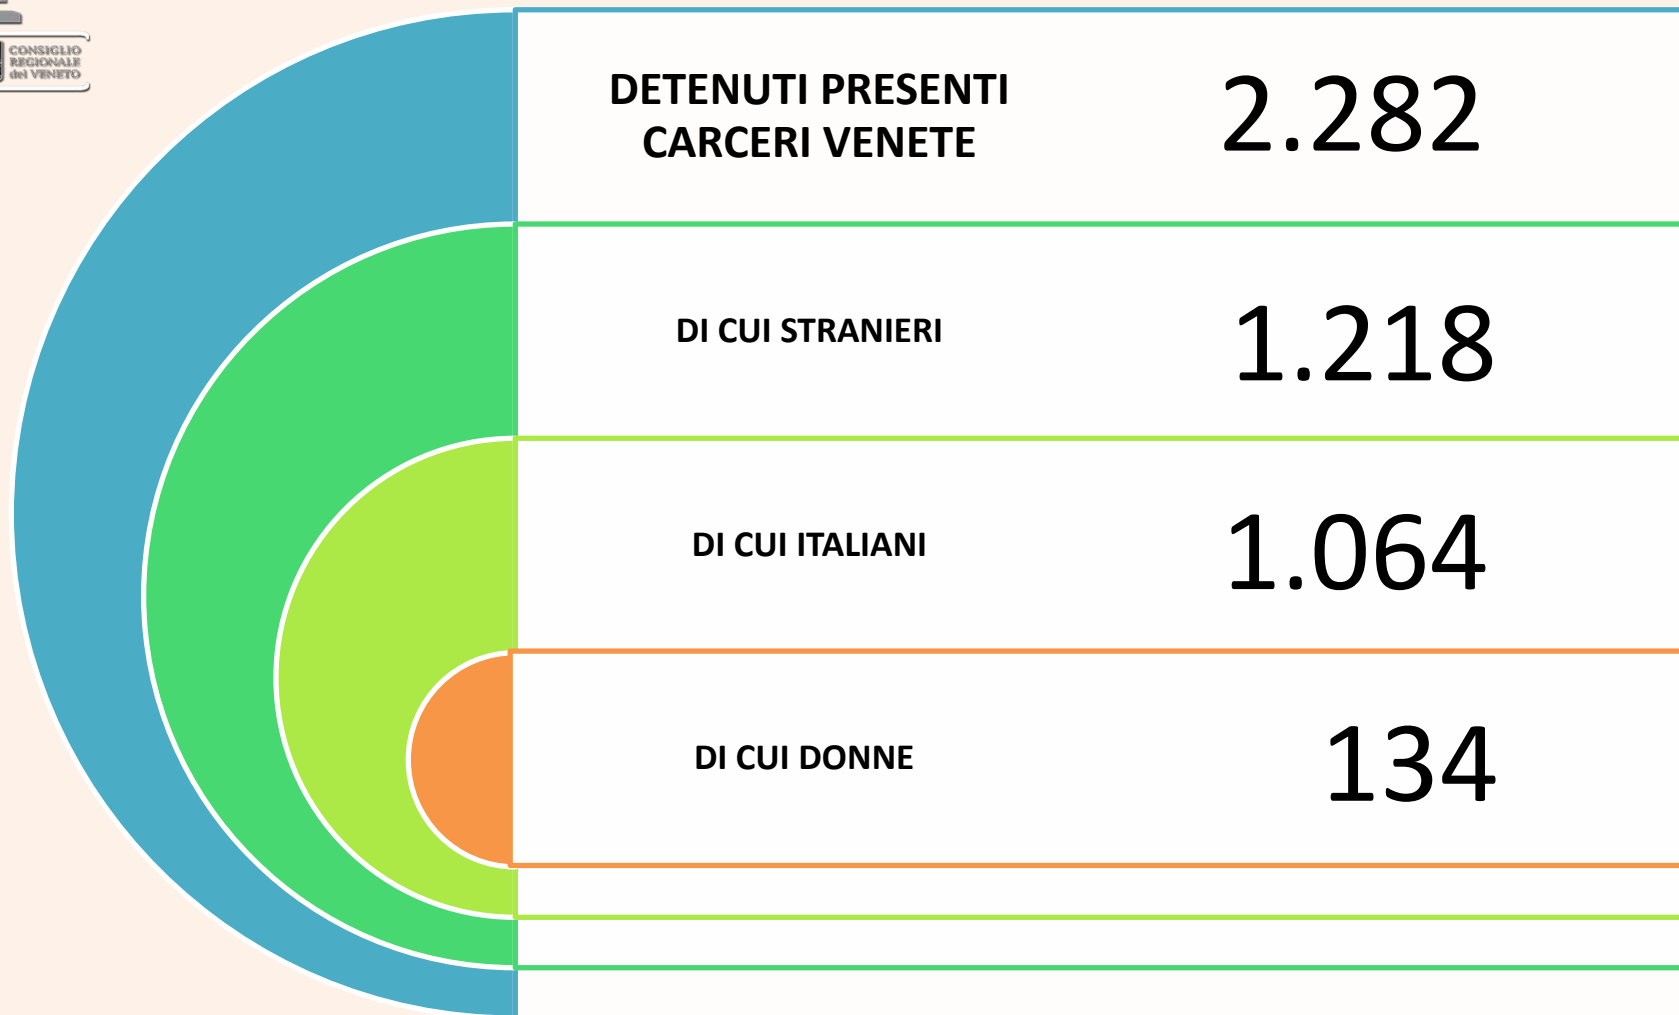 CONSIGLIO
REGIONALE
del VENETO
DETENUTI PRESENTI
CARCERI VENETE
2.282
DI CUI STRANIERI
1.218
DI CUI ITALIANI
1.064
DI CUI DONNE
134